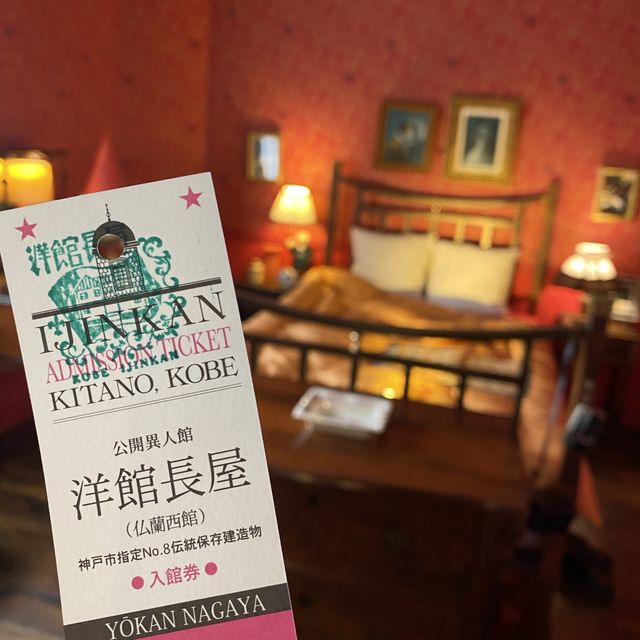 洋館長
IJINKAN
ADMISSION TICKET
KOBE IJINKAN
KITANO, KOBE
公開異人館
洋館長屋
（仏蘭西館）
神戸市指定No.8伝統保存建造物
●入館券●
YŌKAN NAGAYA